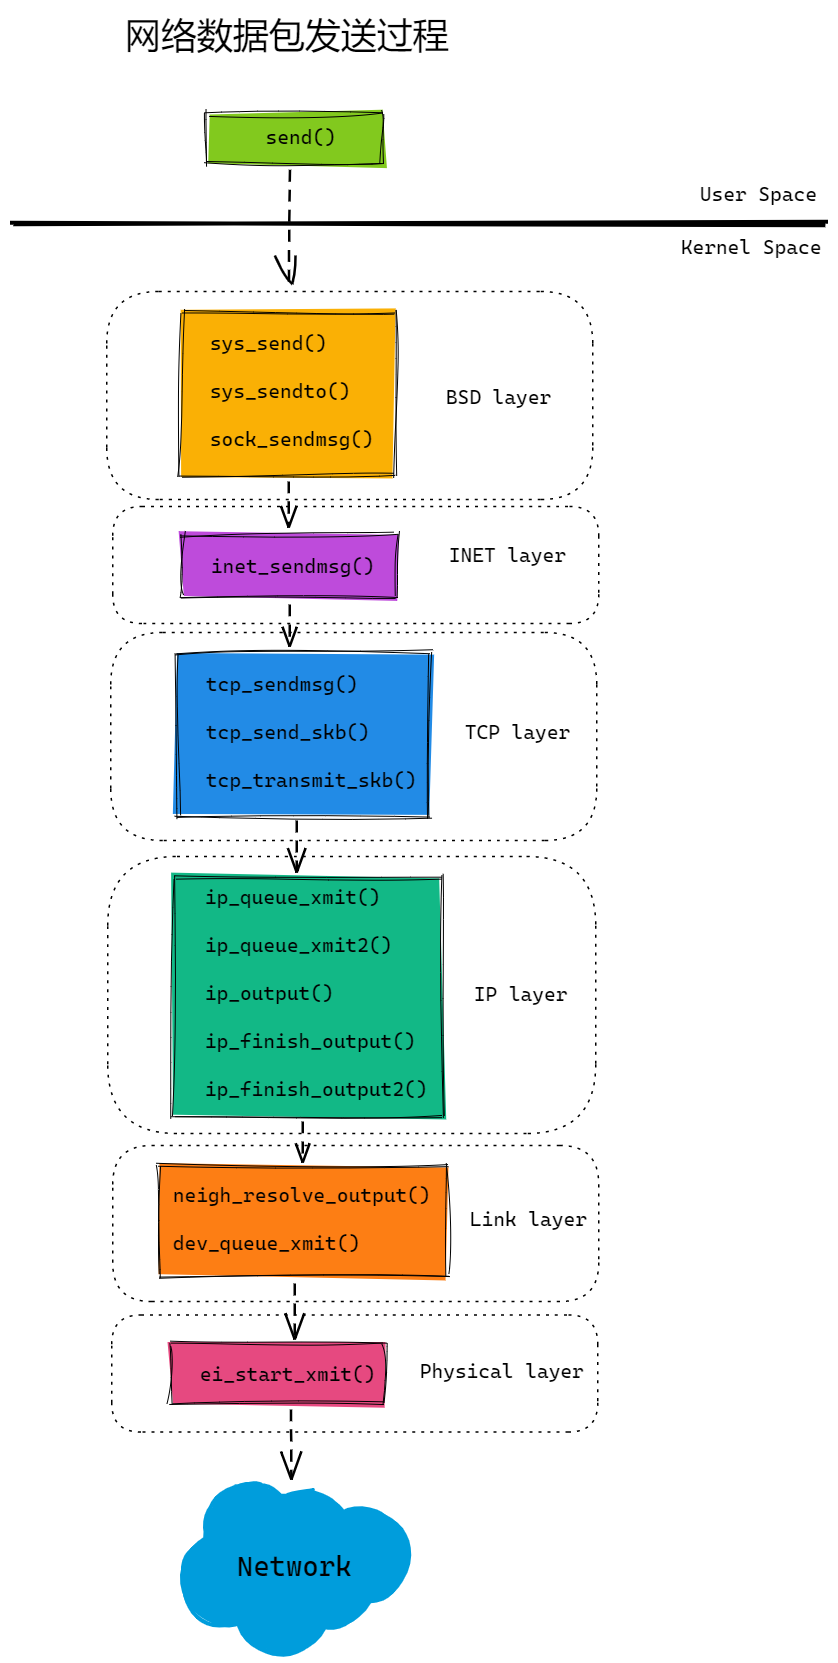 网络数据包发送过程
send()
User Space
Kernel Space
sys_send()
sys_sendto()
BSD layer
sock_sendmsg()
INET layer
inet_sendmsg()
tcp_sendmsg()
tcp_send_skb()
TCP layer
tcp_transmit_skb()
ip_queue_xmit()
ip_queue_xmit2()
ip_output()
IP layer
ip_finish_output()
ip_finish_output2()
neigh_resolve_output()
Link layer
dev_queue_xmit()
ei_start_xmit()
Physical layer
Network